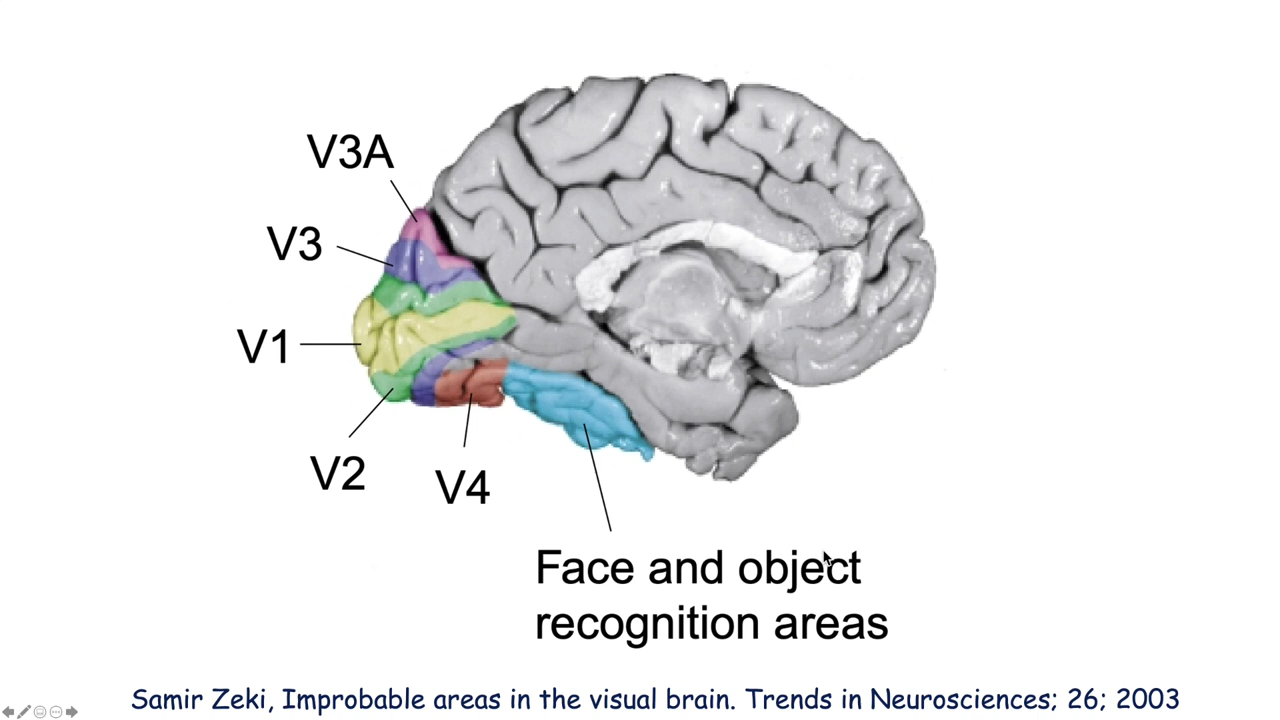 V3A
V3
V1
V2
V4
Face and object
recognition areas
Samir Zeki, Improbable areas in the visual brain. Trends in Neurosciences; 26; 2003